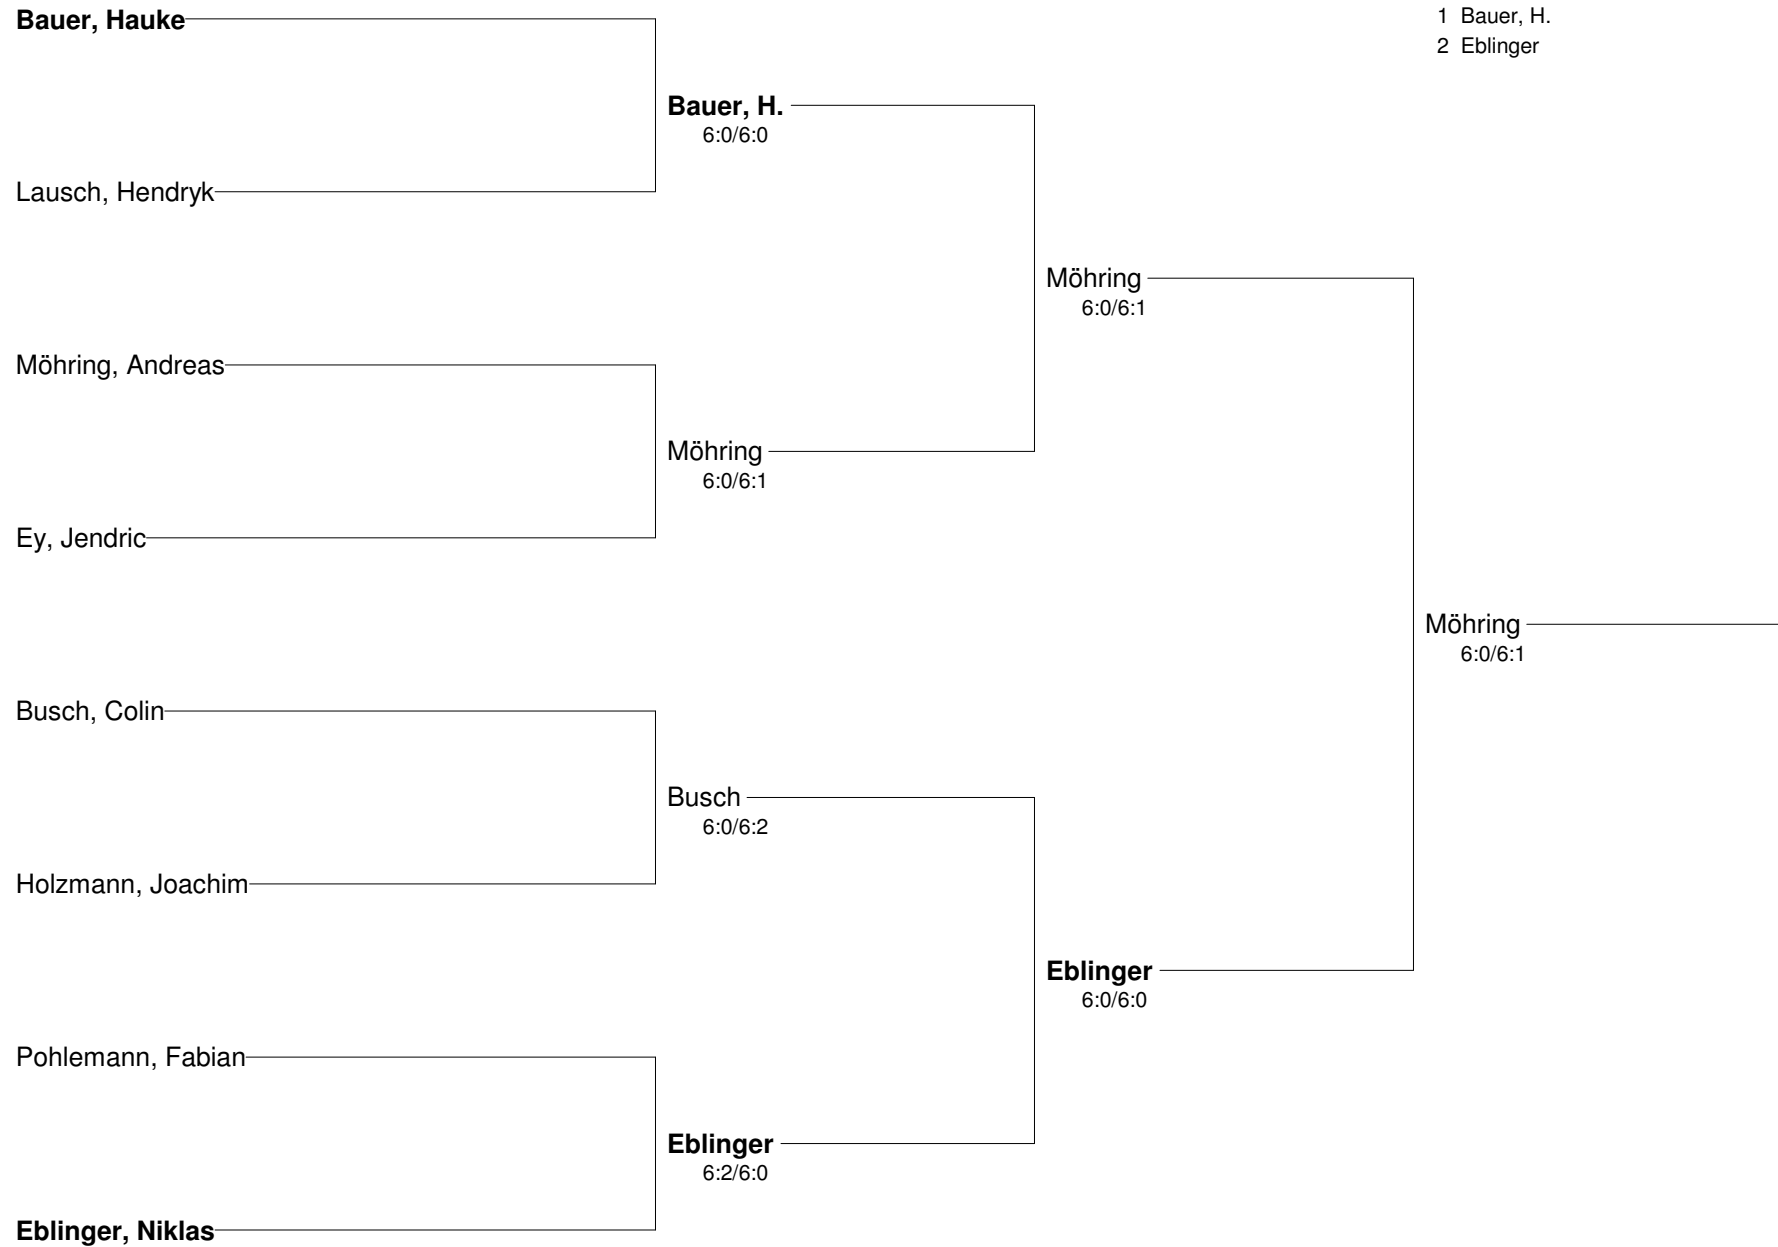 Bauer, Hauke
1 Bauer, H.
2 Eblinger
Bauer, H.
6:0/6:0
Lausch, Hendryk
Möhring
6:0/6:1
Möhring, Andreas
Möhring
6:0/6:1
Ey, Jendric
Möhring
6:0/6:1
Busch, Colin
Busch
6:0/6:2
Holzmann, Joachim
Eblinger
6:0/6:0
Pohlemann, Fabian
Eblinger
6:2/6:0
Eblinger, Niklas